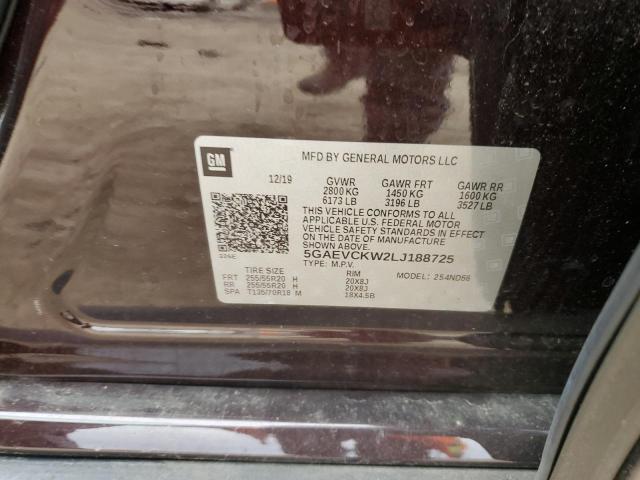 GM
MFD BY GENERAL MOTORS LLC
12/19 GVWR GAWR FRT GAWR RR
2800 KG 1450 KG 1600 KG
6173 LB 3196 LB 3527 LB
THIS VEHICLE CONFORMS TO ALL
APPLICABLE U.S. FEDERAL MOTOR
VEHICLE SAFETY STANDARDS IN
EFFECT ON THE DATE OF
MANUFACTURE SHOWN ABOVE.
5GAEVCKW2LJ188725
TYPE: M.P.V. MODEL: 254ND56
TIRE SIZE RIM
FRT 255/55R20 H 20X8J
RR 255/55R20 H 20X8J
SPA T135/70R18 M 18X4.5B